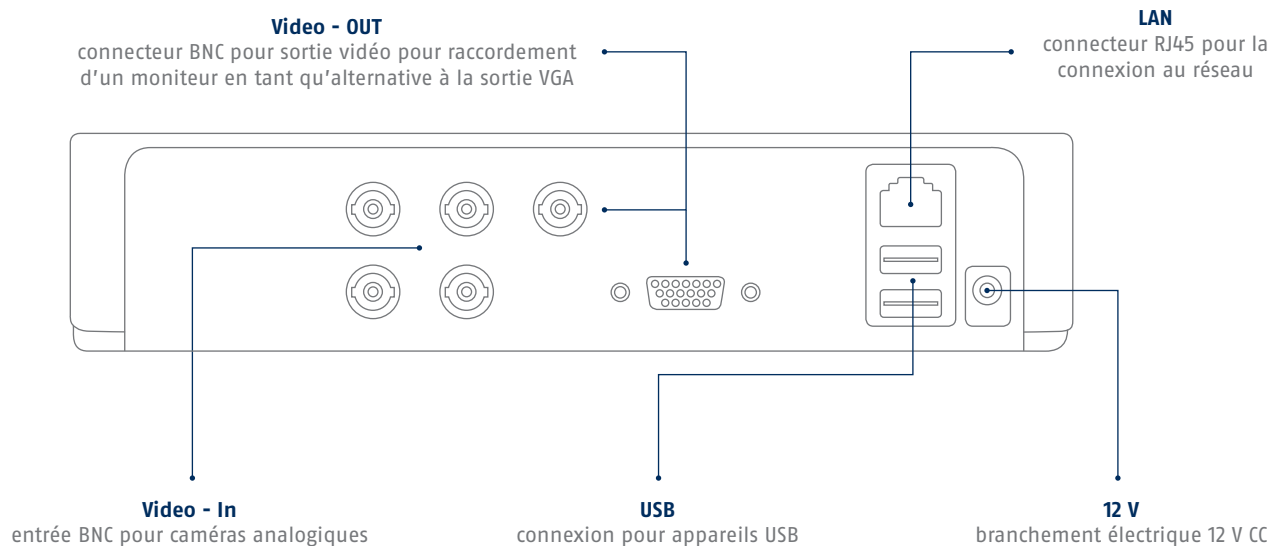 Video - OUT
connecteur BNC pour sortie vidéo pour raccordement
d'un moniteur en tant qu'alternative à la sortie VGA
LAN
connecteur RJ45 pour la
connexion au réseau
Video - In
entrée BNC pour caméras analogiques
USB
connexion pour appareils USB
12 V
branchement électrique 12 V CC